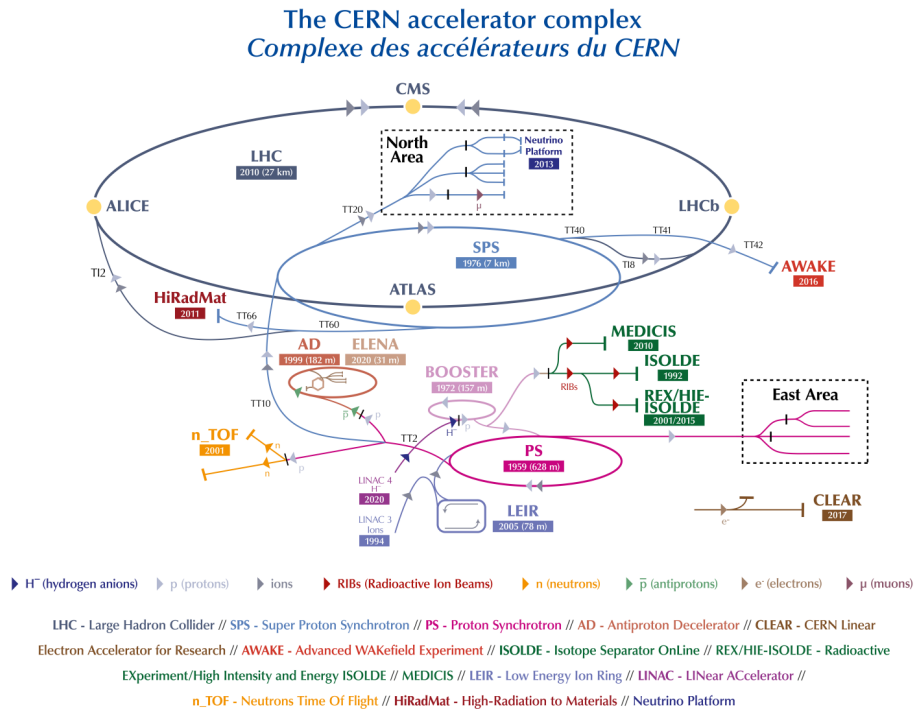 The CERN accelerator complex
Complexe des accélérateurs du CERN
CMS
North
Area
Neutrino
Platform
2013
LHC
2010 (27 km)
μ
ALICE
LHCb
TT20
TT40
TT41
TT42
SPS
1976 (7 km)
TI8
TI2
AWAKE
2016
ATLAS
HiRadMat
2011
TT66
TT60
AD
1999 (182 m)
ELENA
2020 (31 m)
MEDICIS
2010
BOOSTER
1972 (157 m)
ISOLDE
1992
RIBs
REX/HIE-
ISOLDE
2001/2015
East Area
TT10
p̅
p
H⁻
p
TT2
n_TOF
2001
n
n
p
PS
1959 (628 m)
LINAC 4
H⁻
2020
LINAC 3
Ions
1994
LEIR
2005 (78 m)
CLEAR
2017
e⁻
H⁻ (hydrogen anions)
p (protons)
ions
RIBs (Radioactive Ion Beams)
n (neutrons)
p̅ (antiprotons)
e⁻ (electrons)
μ (muons)
LHC - Large Hadron Collider // SPS - Super Proton Synchrotron // PS - Proton Synchrotron // AD - Antiproton Decelerator // CLEAR - CERN Linear
Electron Accelerator for Research // AWAKE - Advanced WAKefield Experiment // ISOLDE - Isotope Separator OnLine // REX/HIE-ISOLDE - Radioactive
EXperiment/High Intensity and Energy ISOLDE // MEDICIS // LEIR - Low Energy Ion Ring // LINAC - LINear ACcelerator //
n_TOF - Neutrons Time Of Flight // HiRadMat - High-Radiation to Materials // Neutrino Platform